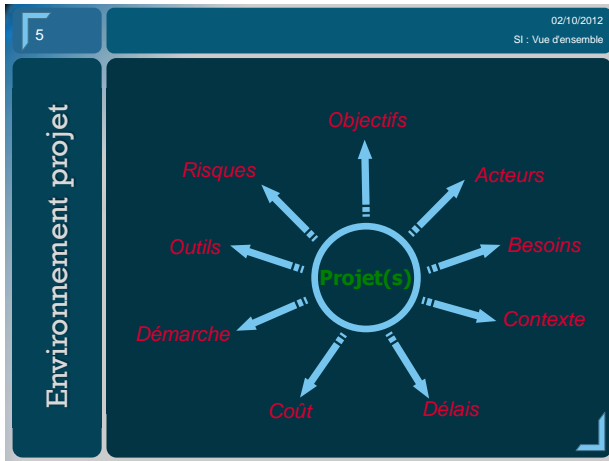 5
02/10/2012
SI : Vue d'ensemble
Environnement projet
Objectifs
Risques
Acteurs
Outils
Besoins
Projet(s)
Démarche
Contexte
Coût
Délais